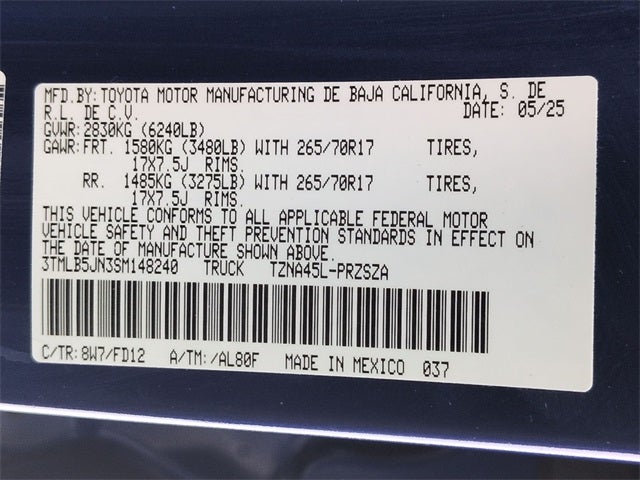 MFD.BY:TOYOTA MOTOR MANUFACTURING DE BAJA CALIFORNIA, S. DE
R.L. DE C.V. DATE: 05/25
GVWR:2830KG (6240LB)
GAWR:FRT. 1580KG (3480LB) WITH 265/70R17 TIRES,
17X7.5J RIMS.
RR. 1485KG (3275LB) WITH 265/70R17 TIRES,
17X7.5J RIMS.
THIS VEHICLE CONFORMS TO ALL APPLICABLE FEDERAL MOTOR
VEHICLE SAFETY AND THEFT PREVENTION STANDARDS IN EFFECT ON
THE DATE OF MANUFACTURE SHOWN ABOVE.
3TMLB5JN3SM148240 TRUCK TZNA45L-PRZSZA
C/TR:8W7/FD12 A/TM:/AL80F MADE IN MEXICO 037